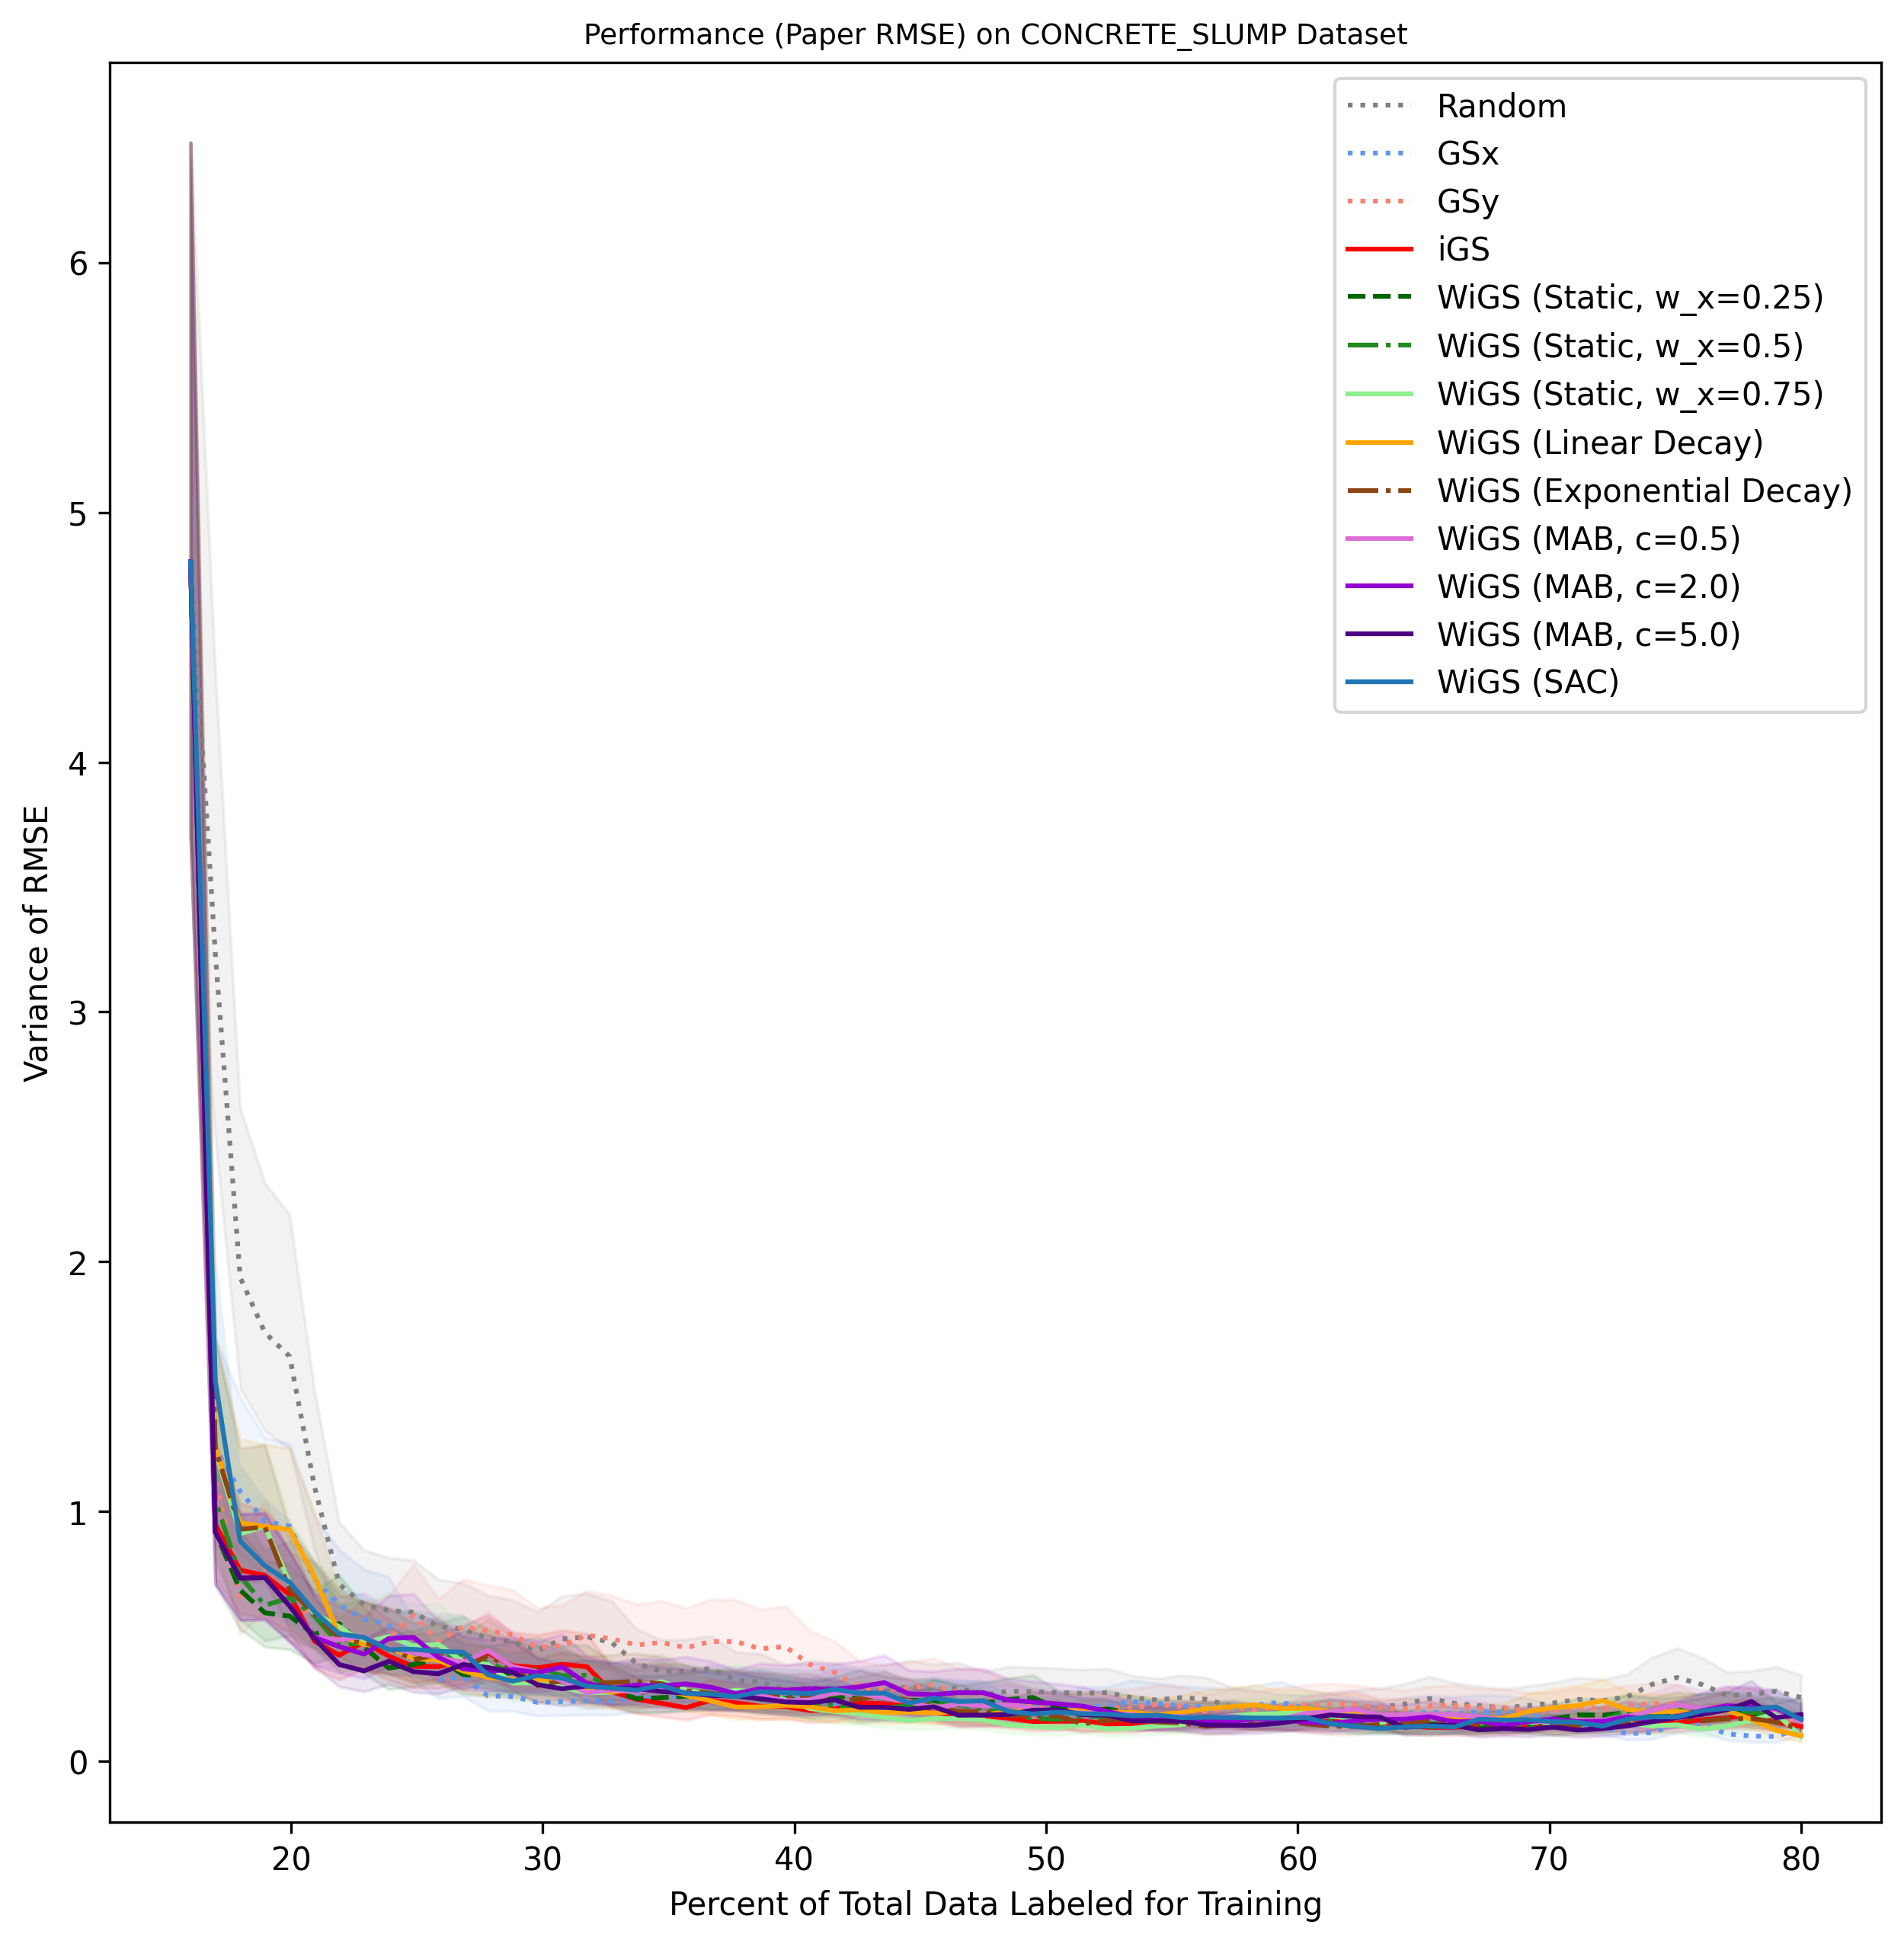 Performance (Paper RMSE) on CONCRETE_SLUMP Dataset
Variance of RMSE
6
5
4
3
2
1
0
Random
GSx
GSy
iGS
WiGS (Static, w_x=0.25)
WiGS (Static, w_x=0.5)
WiGS (Static, w_x=0.75)
WiGS (Linear Decay)
WiGS (Exponential Decay)
WiGS (MAB, c=0.5)
WiGS (MAB, c=2.0)
WiGS (MAB, c=5.0)
WiGS (SAC)
20 30 40 50 60 70 80
Percent of Total Data Labeled for Training